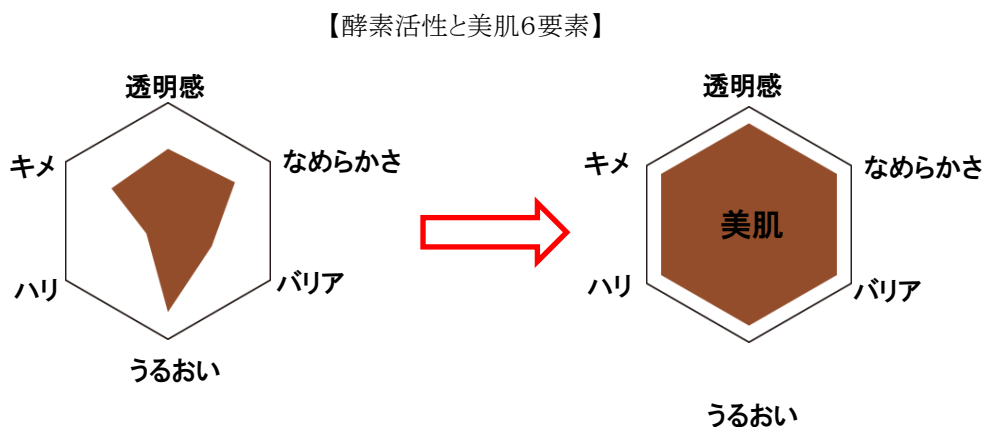 【酵素活性と美肌6要素】
透明感
キメ
なめらかさ
ハリ
バリア
うるおい
透明感
キメ
なめらかさ
美肌
ハリ
バリア
うるおい